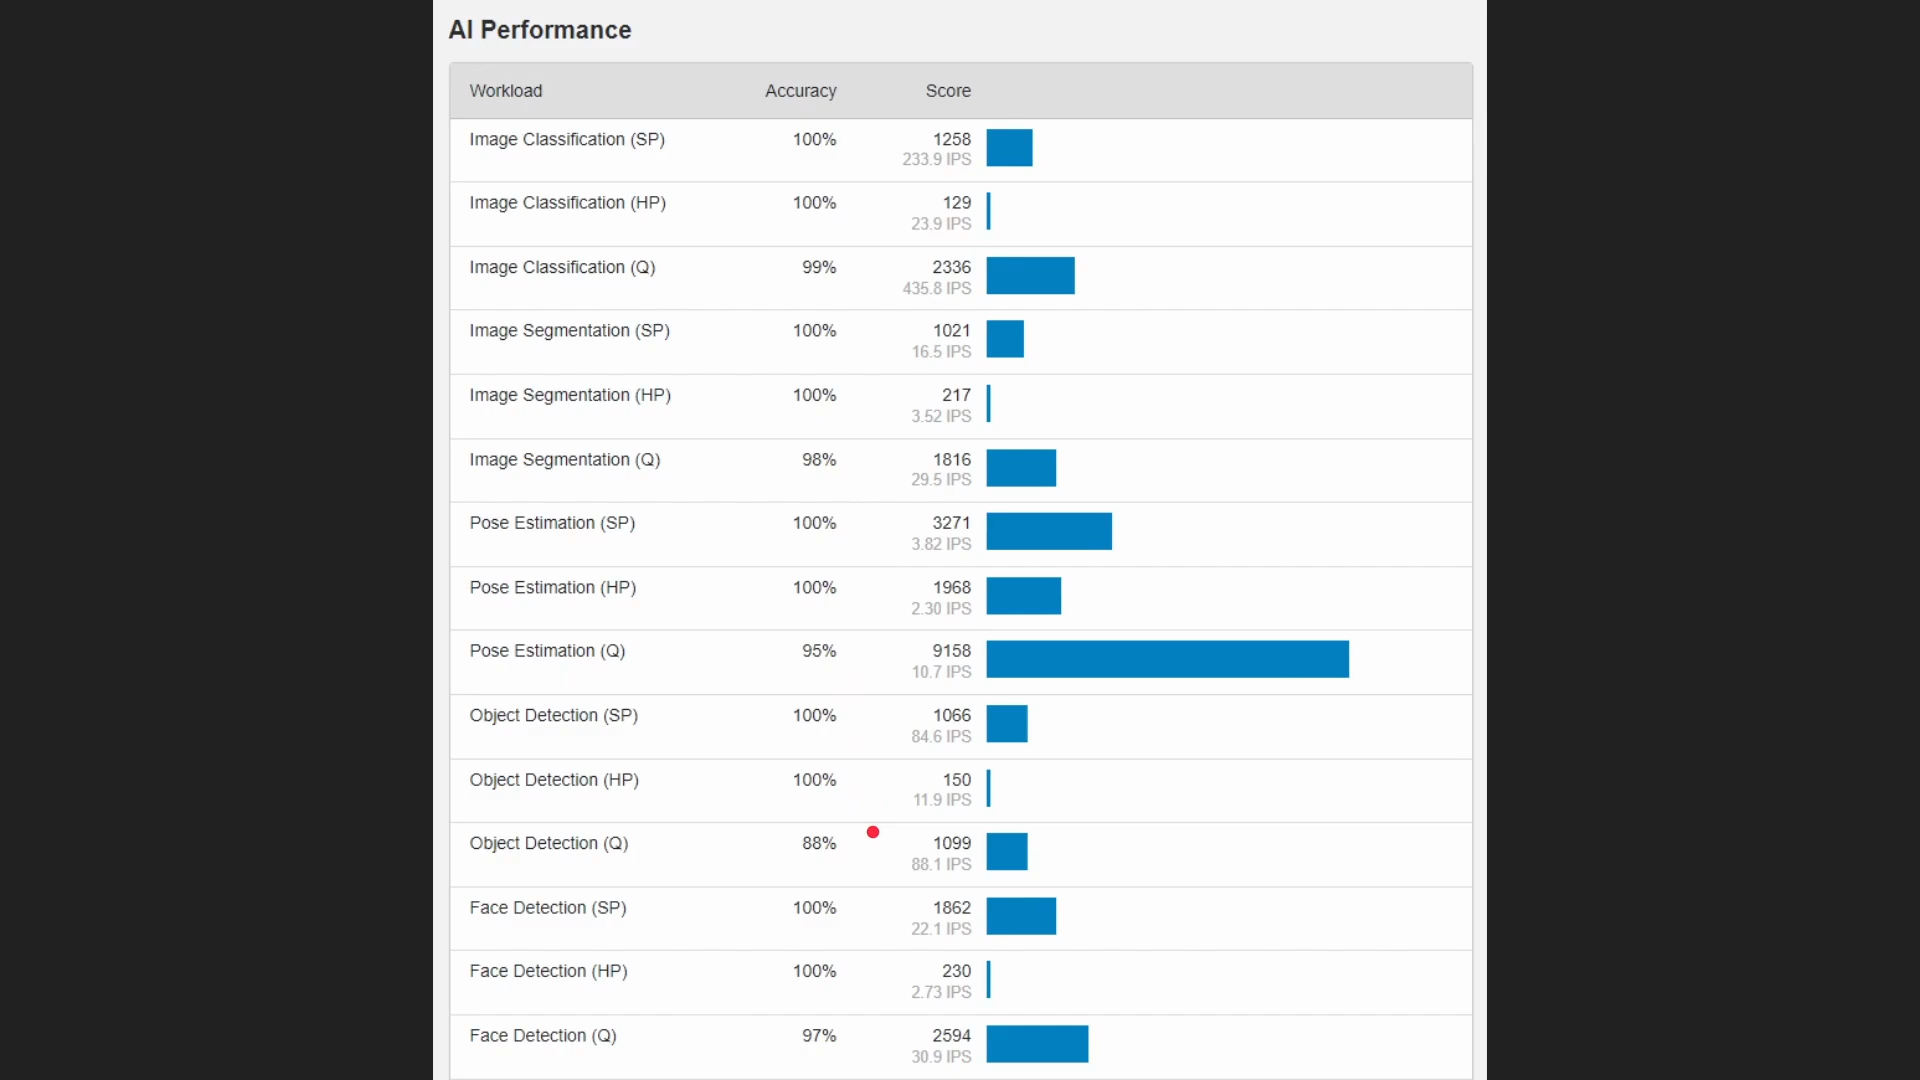 AI Performance
Workload Accuracy Score
Image Classification (SP) 100% 1258
233.9 IPS
Image Classification (HP) 100% 129
23.9 IPS
Image Classification (Q) 99% 2336
435.8 IPS
Image Segmentation (SP) 100% 1021
16.5 IPS
Image Segmentation (HP) 100% 217
3.52 IPS
Image Segmentation (Q) 98% 1816
29.5 IPS
Pose Estimation (SP) 100% 3271
3.82 IPS
Pose Estimation (HP) 100% 1968
2.30 IPS
Pose Estimation (Q) 95% 9158
10.7 IPS
Object Detection (SP) 100% 1066
84.6 IPS
Object Detection (HP) 100% 150
11.9 IPS
Object Detection (Q) 88% 1099
88.1 IPS
Face Detection (SP) 100% 1862
22.1 IPS
Face Detection (HP) 100% 230
2.73 IPS
Face Detection (Q) 97% 2594
30.9 IPS